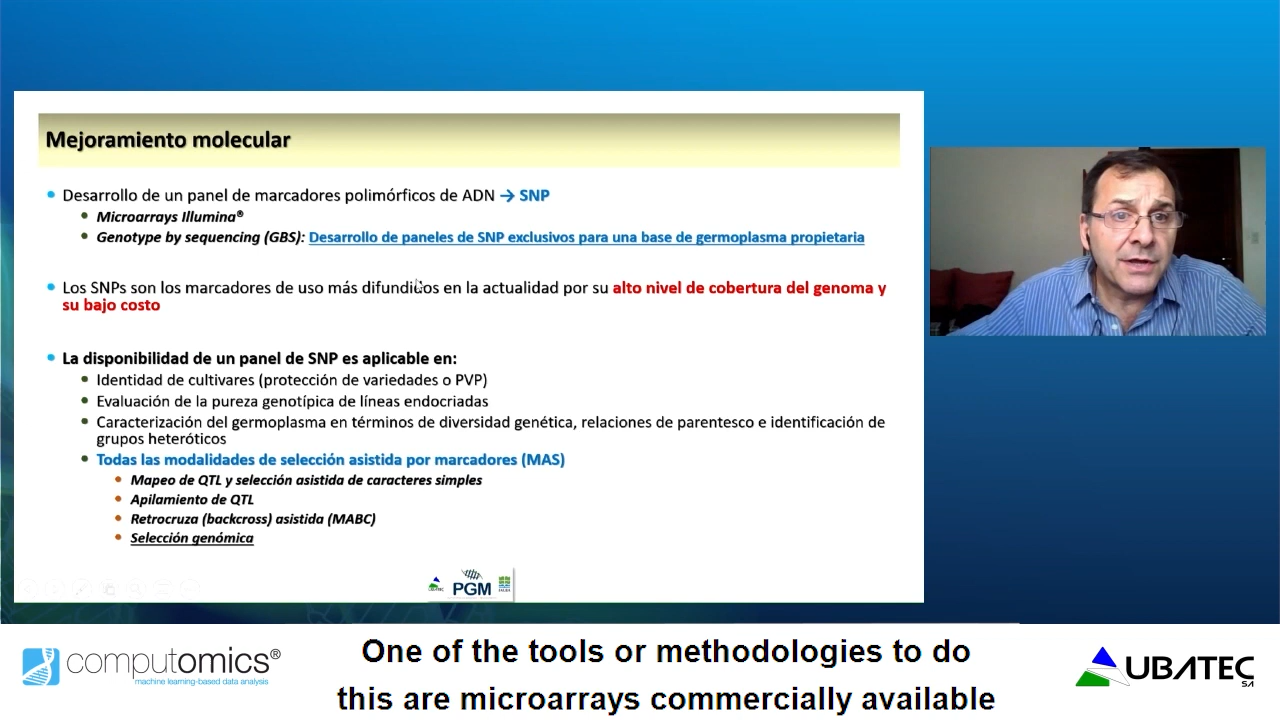 Mejoramiento molecular
Desarrollo de un panel de marcadores polimórficos de ADN → SNP
Microarrays Illumina®
Genotype by sequencing (GBS): Desarrollo de paneles de SNP exclusivos para una base de germoplasma propietaria
Los SNPs son los marcadores de uso más difundidos en la actualidad por su alto nivel de cobertura del genoma y
su bajo costo
La disponibilidad de un panel de SNP es aplicable en:
Identidad de cultivares (protección de variedades o PVP)
Evaluación de la pureza genotípica de líneas endocriadas
Caracterización del germoplasma en términos de diversidad genética, relaciones de parentesco e identificación de
grupos heteróticos
Todas las modalidades de selección asistida por marcadores (MAS)
Mapeo de QTL y selección asistida de caracteres simples
Apilamiento de QTL
Retrocruza (backcross) asistida (MABC)
Selección genómica
PGM
computomics®
machine learning-based data analysis
One of the tools or methodologies to do
this are microarrays commercially available
UBATEC
SA